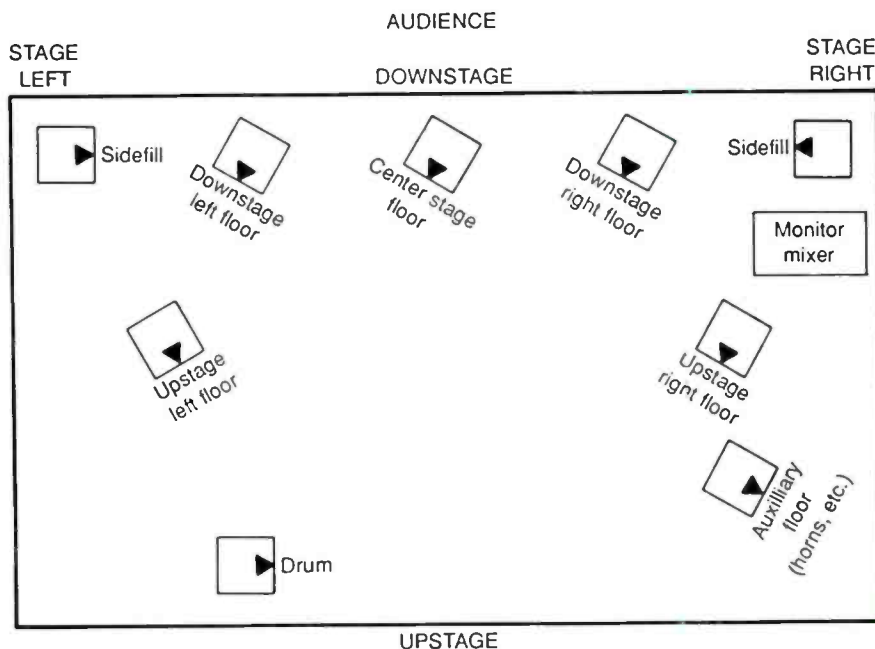 AUDIENCE
STAGE
LEFT
DOWNSTAGE
STAGE
RIGHT
Sidefill
Downstage
left floor
Center stage
floor
Downstage
right floor
Sidefill
Monitor
mixer
Upstage
left floor
Upstage
right floor
Auxilliary
floor
(horns, etc.)
Drum
UPSTAGE